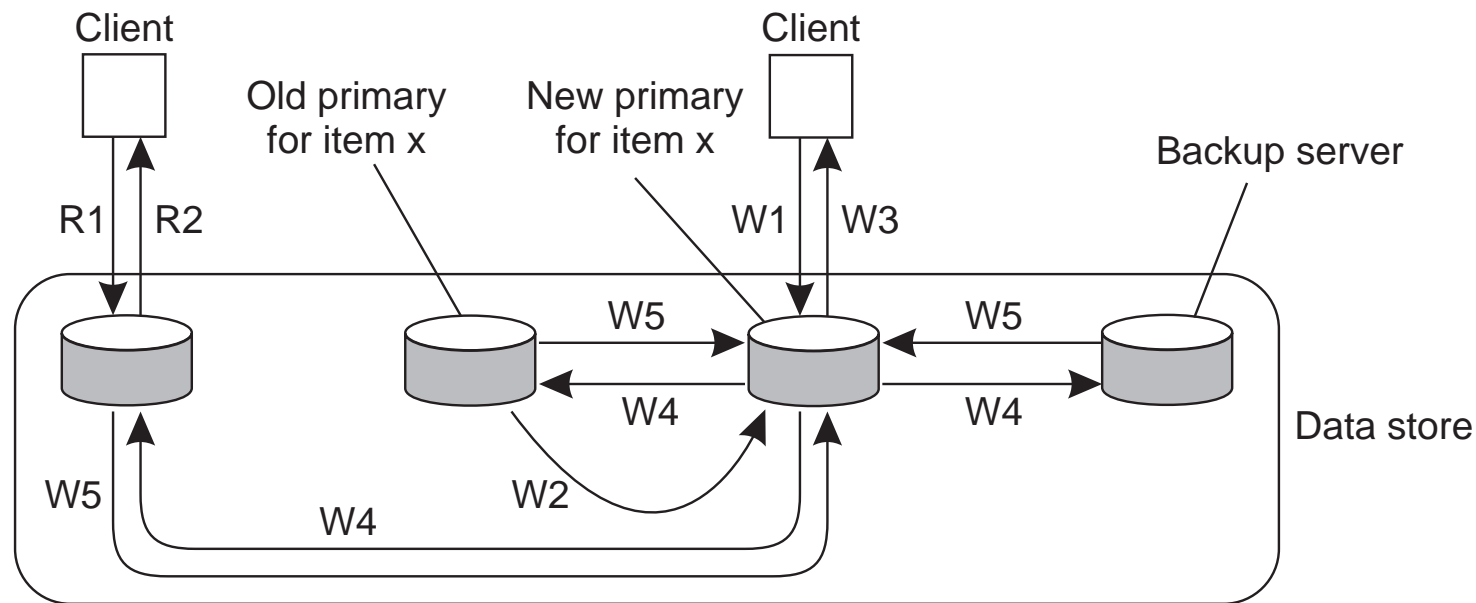 Client
Client
Old primary
for item x
New primary
for item x
Backup server
R1
R2
W1
W3
W5
W5
W4
W4
Data store
W5
W2
W4